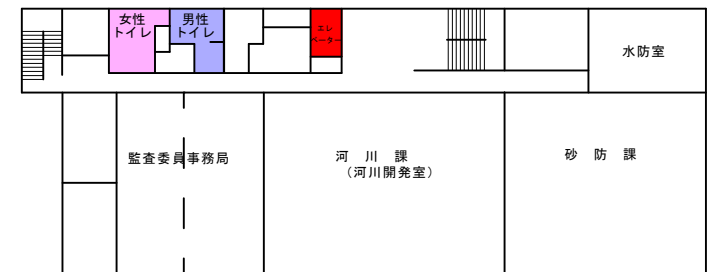 女性
トイレ
男性
トイレ
エレ
ベーター
水防室
監査委員事務局
河　川　課
（河川開発室）
砂　防　課